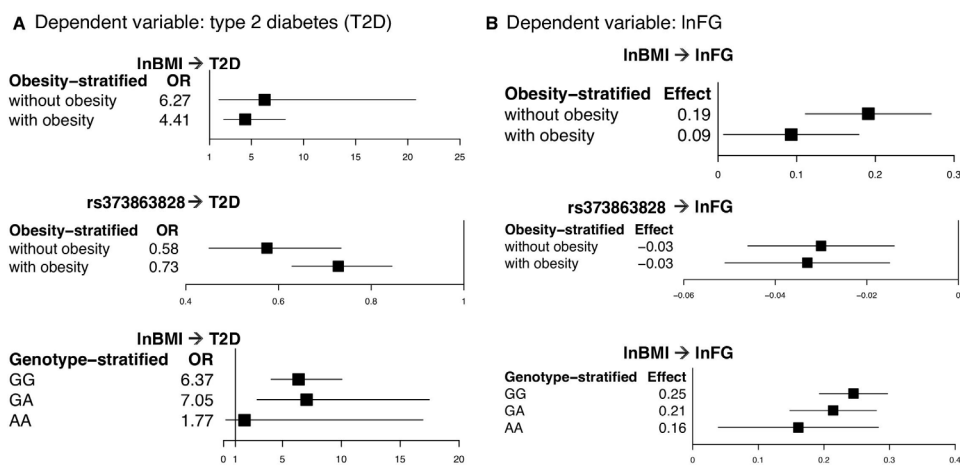 A Dependent variable: type 2 diabetes (T2D)
lnBMI → T2D
Obesity–stratified OR
without obesity 6.27
with obesity 4.41
1 5 10 15 20 25
rs373863828 → T2D
Obesity–stratified OR
without obesity 0.58
with obesity 0.73
0.4 0.6 0.8 1
lnBMI → T2D
Genotype–stratified OR
GG 6.37
GA 7.05
AA 1.77
0 1 5 10 15 20
B Dependent variable: lnFG
lnBMI → lnFG
Obesity–stratified Effect
without obesity 0.19
with obesity 0.09
0 0.1 0.2 0.3
rs373863828 → lnFG
Obesity–stratified Effect
without obesity −0.03
with obesity −0.03
−0.06 −0.04 −0.02 0
lnBMI → lnFG
Genotype–stratified Effect
GG 0.25
GA 0.21
AA 0.16
0 0.1 0.2 0.3 0.4